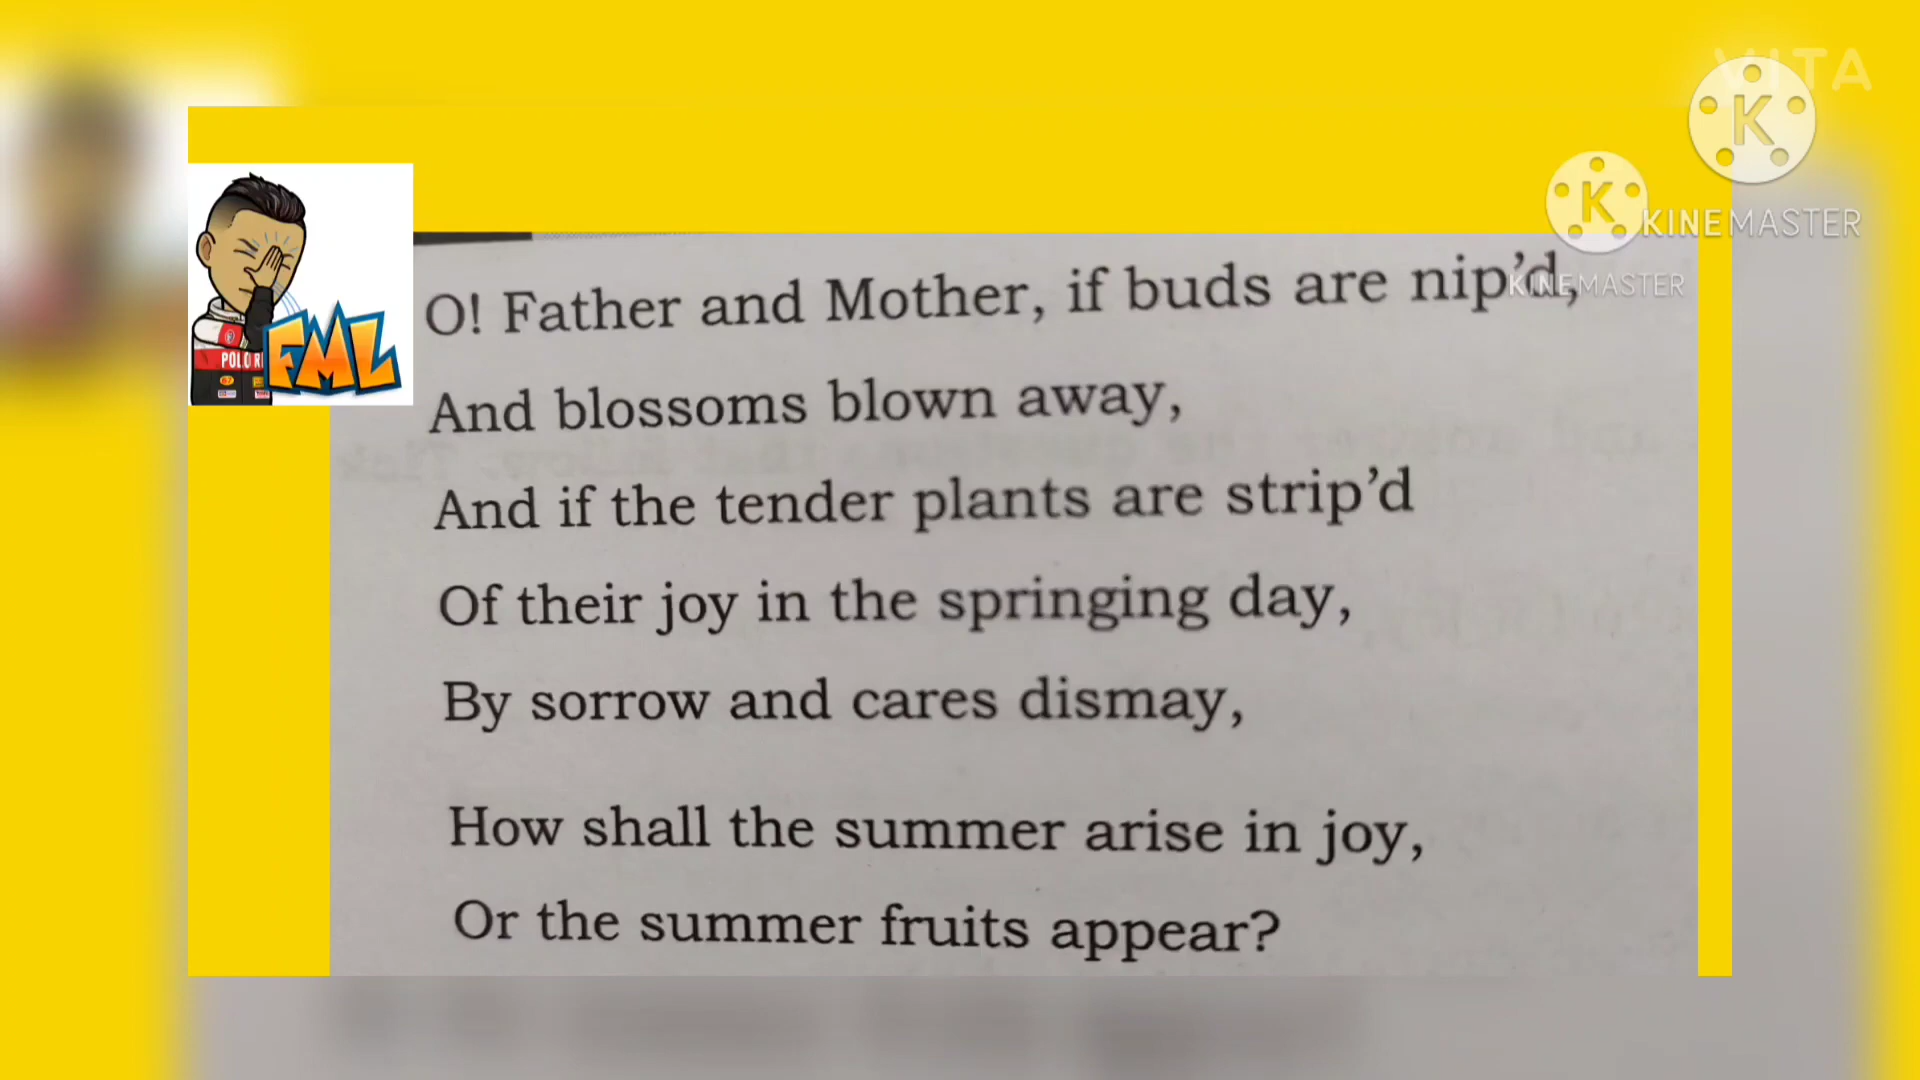 VITA
K
K
KINEMASTER
KINEMASTER
POLO R
FML
O! Father and Mother, if buds are nip’d,
And blossoms blown away,
And if the tender plants are strip’d
Of their joy in the springing day,
By sorrow and cares dismay,
How shall the summer arise in joy,
Or the summer fruits appear?